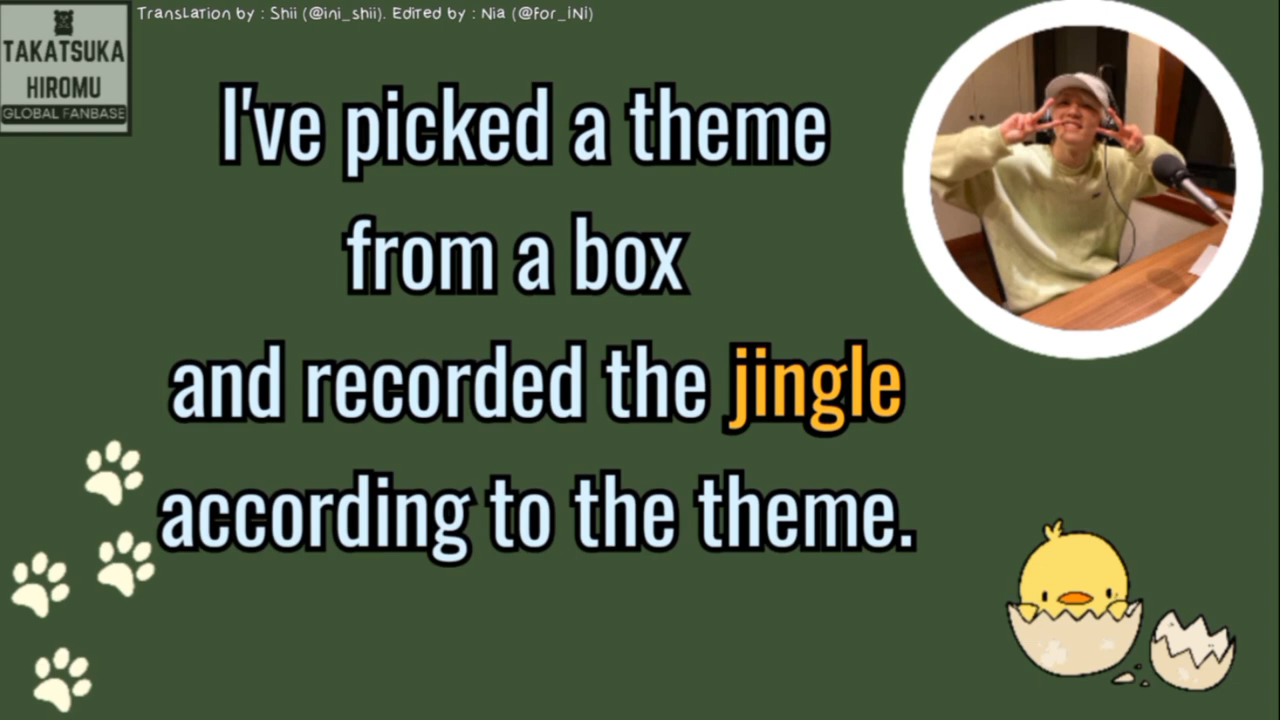 Translation by : Shii (@ini_shii). Edited by : Nia (@for_iNi)
TAKATSUKA
HIROMU
GLOBAL FANBASE
I've picked a theme
from a box
and recorded the jingle
according to the theme.